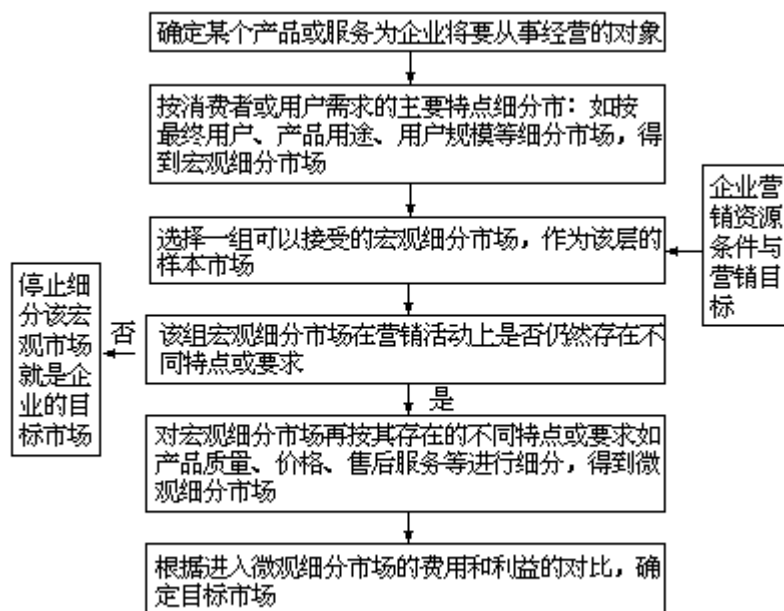 确定某个产品或服务为企业将要从事经营的对象
按消费者或用户需求的主要特点细分市：如按
最终用户、产品用途、用户规模等细分市场，得
到宏观细分市场
企业营
销资源
条件与
营销目
标
选择一组可以接受的宏观细分市场，作为该层的
样本市场
停止细
分该宏
观市场
就是企
业的目
标市场
否
该组宏观细分市场在营销活动上是否仍然存在不
同特点或要求
是
对宏观细分市场再按其存在的不同特点或要求如
产品质量、价格、售后服务等进行细分，得到微
观细分市场
根据进入微观细分市场的费用和利益的对比，确
定目标市场